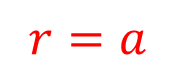 r = a